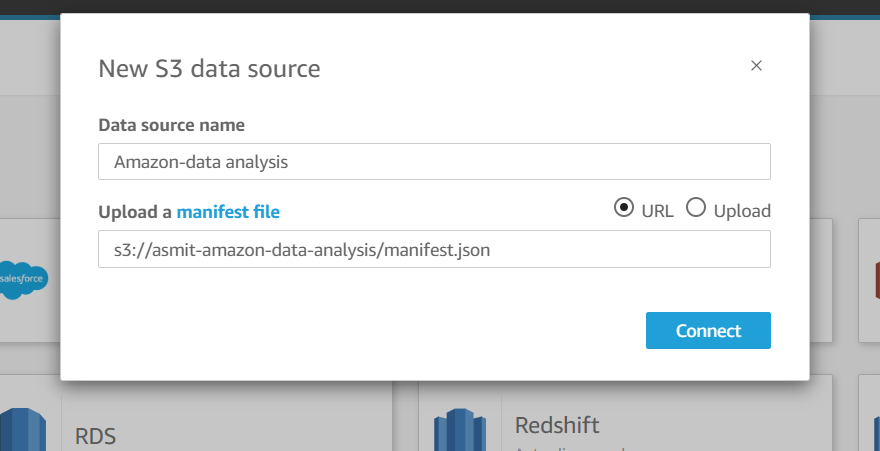 New S3 data source
×
Data source name
Amazon-data analysis
Upload a manifest file
URL
Upload
s3://asmit-amazon-data-analysis/manifest.json
Connect
salesforce
RDS
Redshift